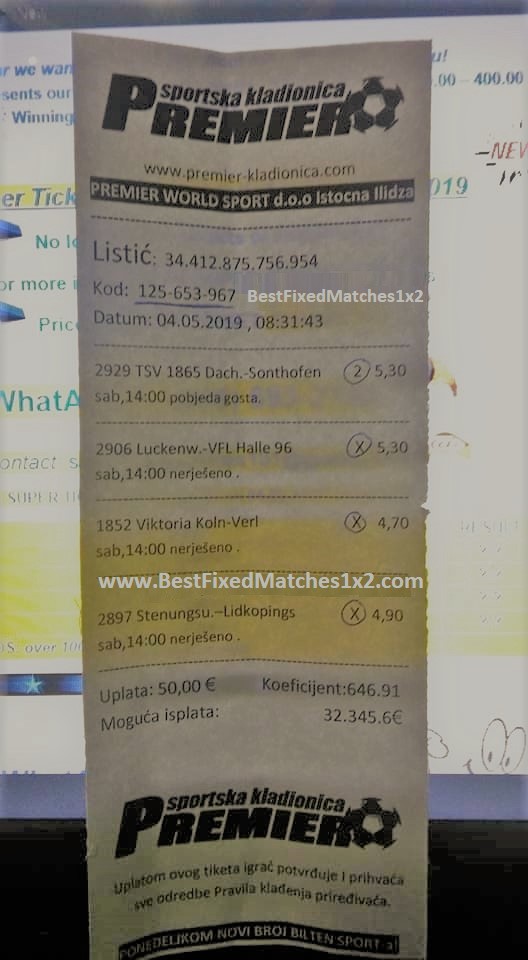 r we wan
u!
.00 – 400.00
sents our
Winning
NEW
er Tick
019
No lo
or more i
Pric
WhatA
ontact s
SUPER TI
RESULT
S. over 10
sportska kladionica
PREMIER
www.premier-kladionica.com
PREMIER WORLD SPORT d.o.o Istocna Ilidza
Listić: 34.412.875.756.954
Kod: 125-653-967 BestFixedMatches1x2
Datum: 04.05.2019 , 08:31:43
2929 TSV 1865 Dach.-Sonthofen 2 5,30
sab,14:00 pobjeda gosta.
2906 Luckenw.-VFL Halle 96 X 5,30
sab,14:00 nerješeno .
1852 Viktoria Koln-Verl X 4,70
sab,14:00 nerješeno .
www.BestFixedMatches1x2.com
2897 Stenungsu.–Lidkopings X 4,90
sab,14:00 nerješeno .
Uplata: 50,00 € Koeficijent:646.91
Moguća isplata: 32.345.6€
sportska kladionica
PREMIER
Uplatom ovog tiketa igrač potvrđuje I prihvaća
sve odredbe Pravila klađenja priređivača.
PONEDELJKOM NOVI BROJ BILTEN SPORT-a!